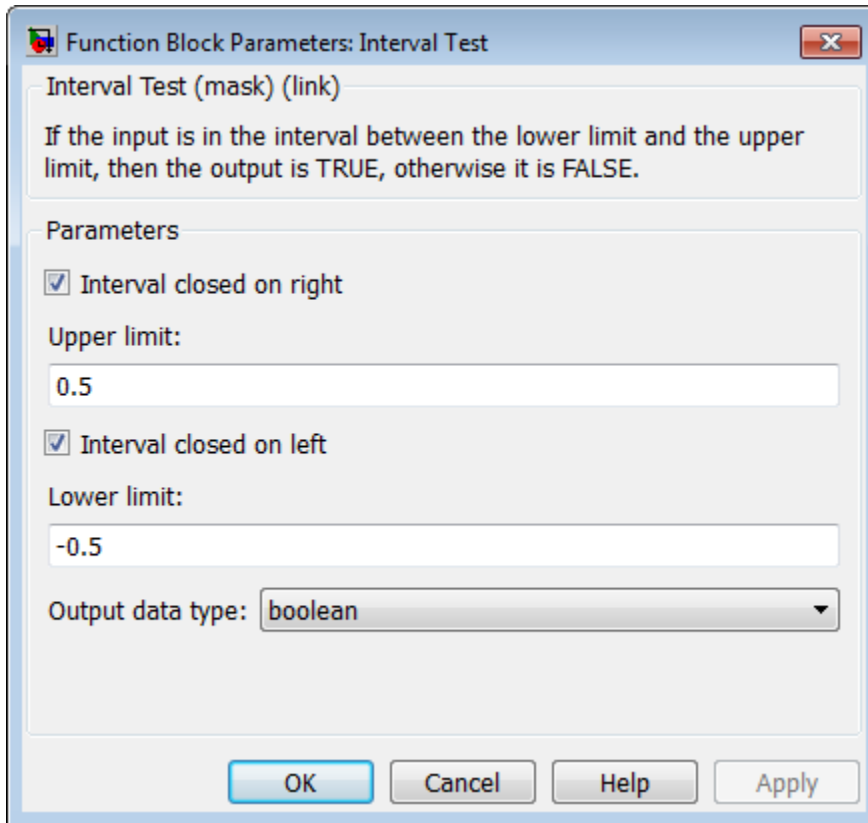 Function Block Parameters: Interval Test
Interval Test (mask) (link)
If the input is in the interval between the lower limit and the upper
limit, then the output is TRUE, otherwise it is FALSE.
Parameters
Interval closed on right
Upper limit:
0.5
Interval closed on left
Lower limit:
-0.5
Output data type: boolean
OK Cancel Help Apply